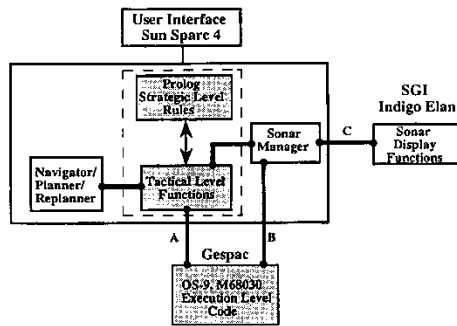 User Interface
Sun Sparc 4
Prolog
Strategic Level
Rules
SGI
Indigo Elan
Sonar
Manager
C
Sonar
Display
Functions
Navigator/
Planner/
Replanner
Tactical Level
Functions
A
B
Gespac
OS-9, M68030
Execution Level
Code